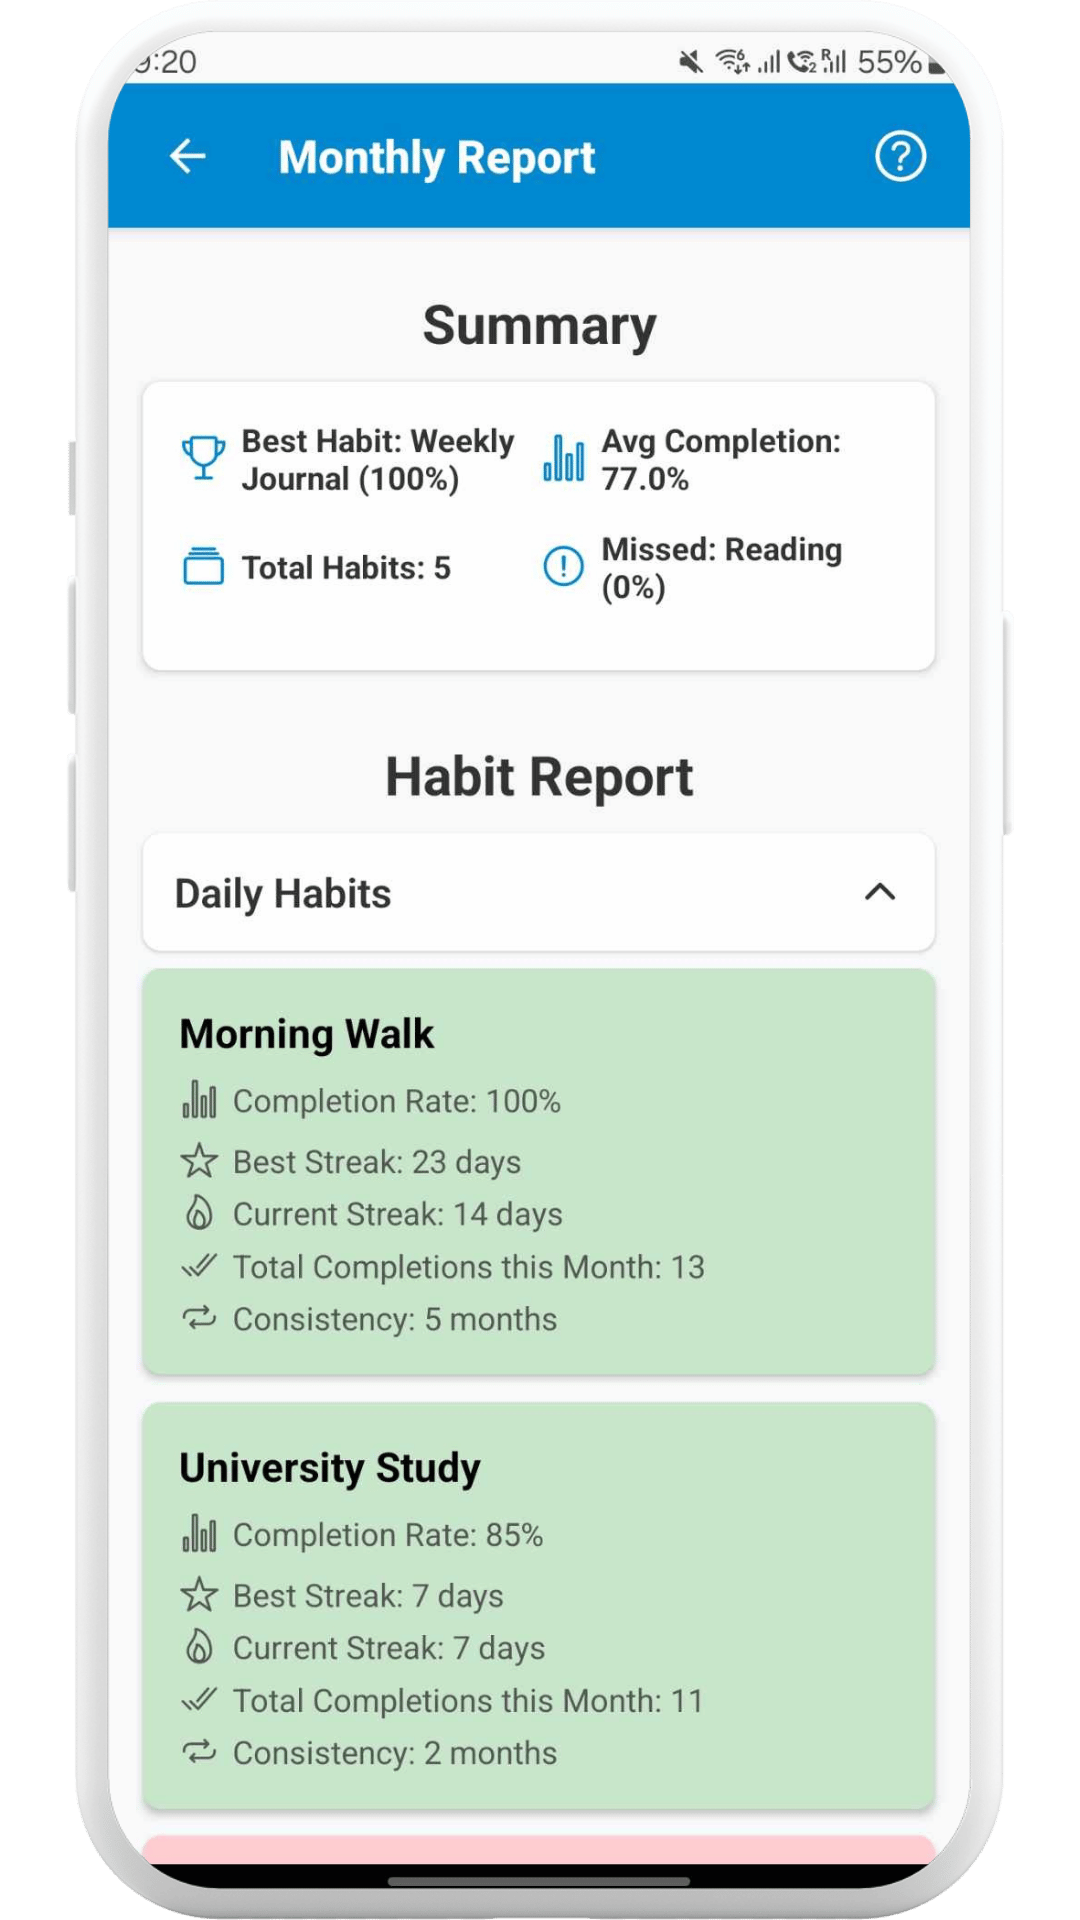 9:20 55%
Monthly Report
Summary
Best Habit: Weekly
Journal (100%)
Avg Completion:
77.0%
Total Habits: 5
Missed: Reading
(0%)
Habit Report
Daily Habits
Morning Walk
Completion Rate: 100%
Best Streak: 23 days
Current Streak: 14 days
Total Completions this Month: 13
Consistency: 5 months
University Study
Completion Rate: 85%
Best Streak: 7 days
Current Streak: 7 days
Total Completions this Month: 11
Consistency: 2 months